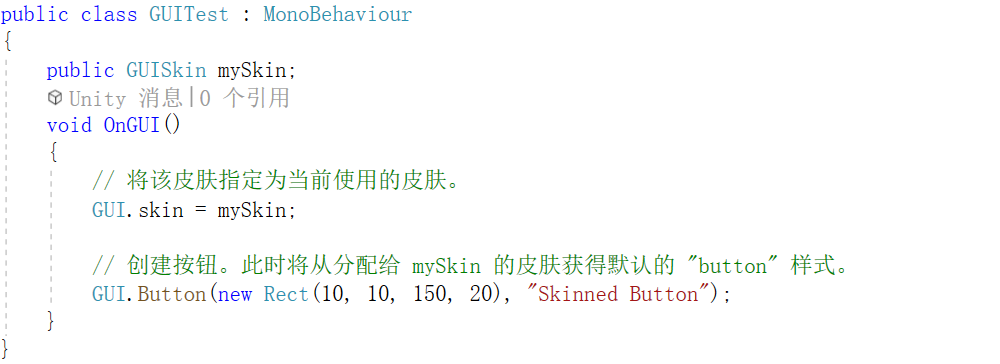 public class GUITest : MonoBehaviour
{
public GUISkin mySkin;
Unity 消息|0 个引用
void OnGUI()
{
// 将该皮肤指定为当前使用的皮肤。
GUI.skin = mySkin;
// 创建按钮。此时将从分配给 mySkin 的皮肤获得默认的 "button" 样式。
GUI.Button(new Rect(10, 10, 150, 20), "Skinned Button");
}
}